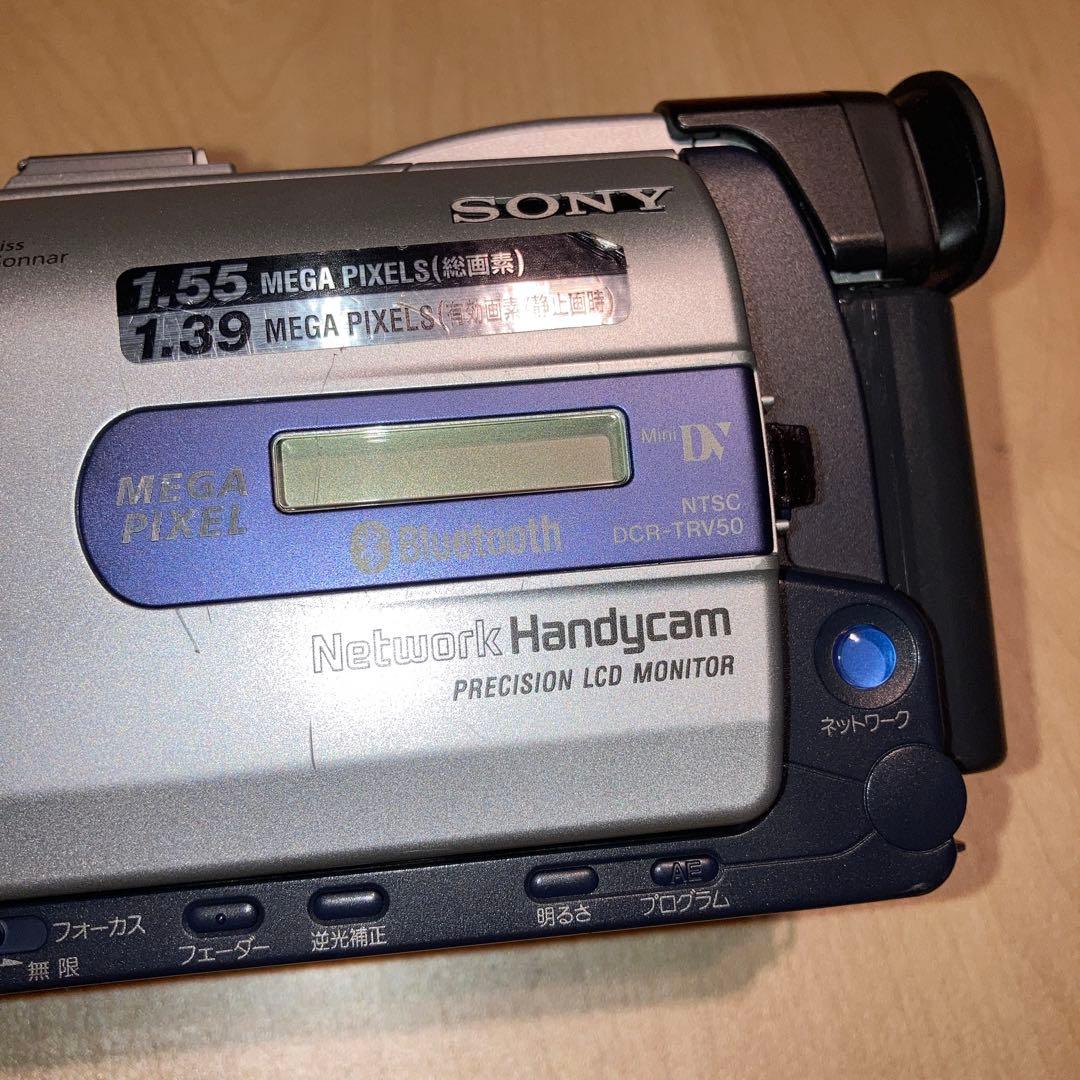 SONY
iss
Sonnar
1.55 MEGA PIXELS(総画素)
1.39 MEGA PIXELS(有効画素/静止画時)
MEGA
PIXEL
Mini DV
NTSC
DCR-TRV50
Bluetooth
Network Handycam
PRECISION LCD MONITOR
ネットワーク
AE
フォーカス
フェーダー
逆光補正
明るさ
プログラム
無限